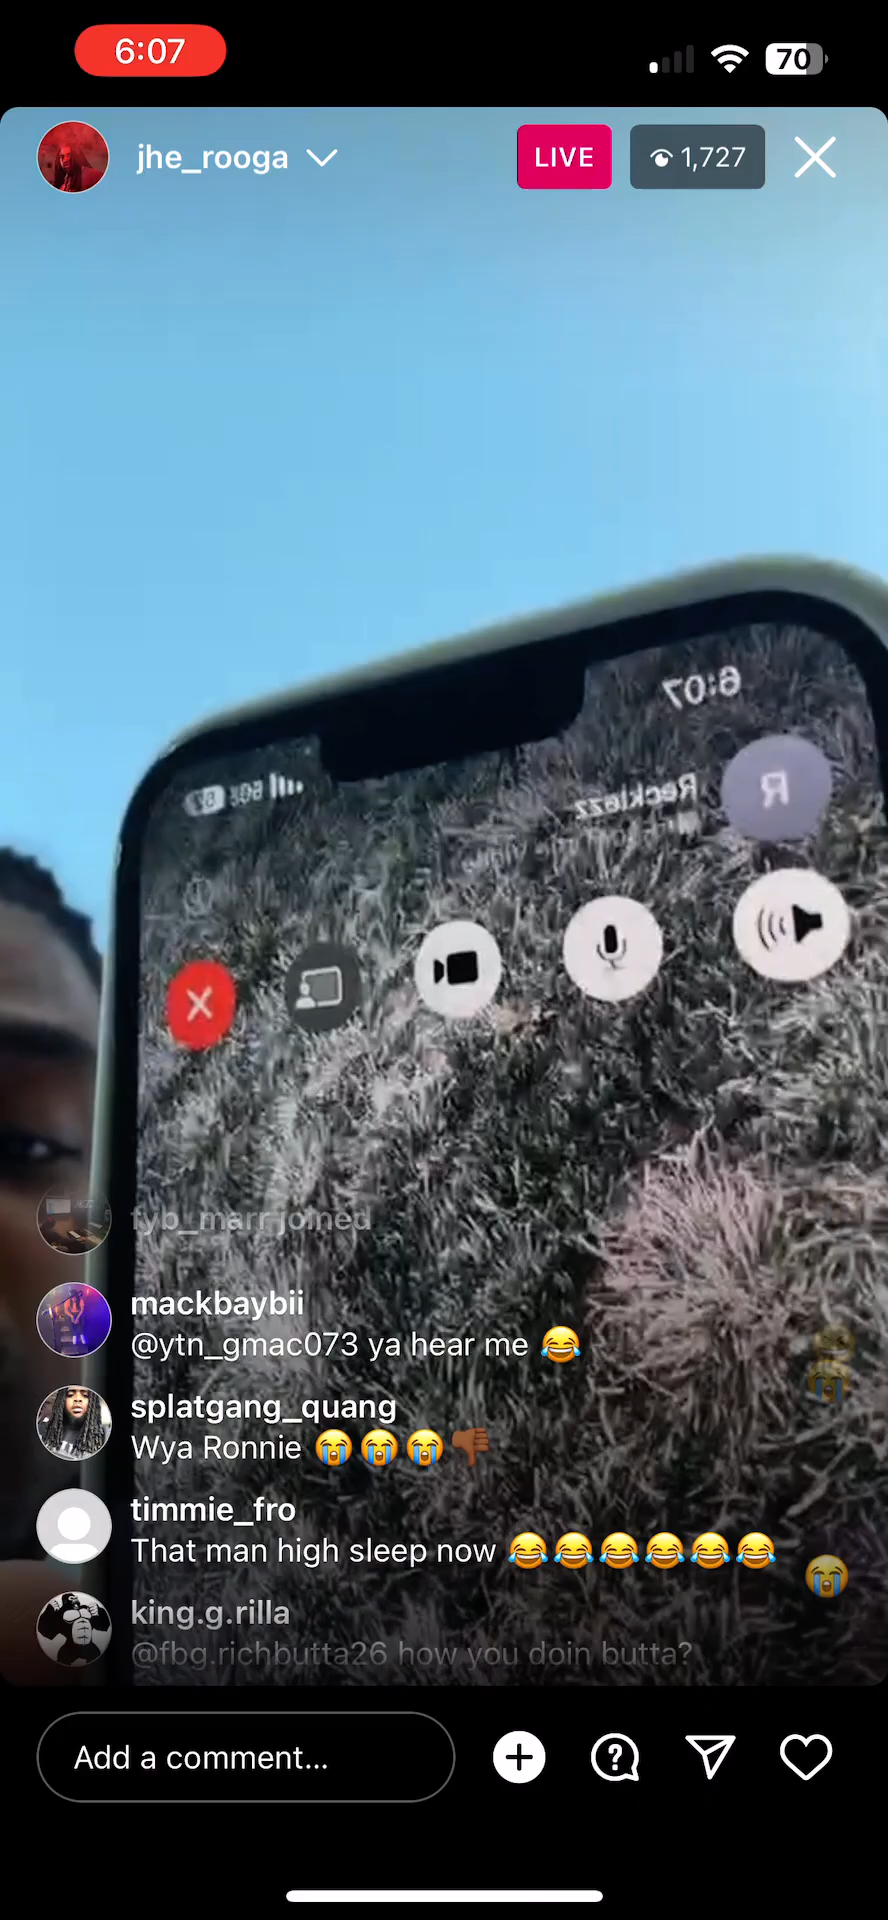 6:07
70
jhe_rooga
LIVE
1,727
6:07
Recklezz
R
fyb_marr joined
mackbaybii
@ytn_gmac073 ya hear me 😂
splatgang_quang
Wya Ronnie 😭😭😭👎🏾
timmie_fro
That man high sleep now 😂😂😂😂😂😂
king.g.rilla
@fbg.richbutta26 how you doin butta?
Add a comment...